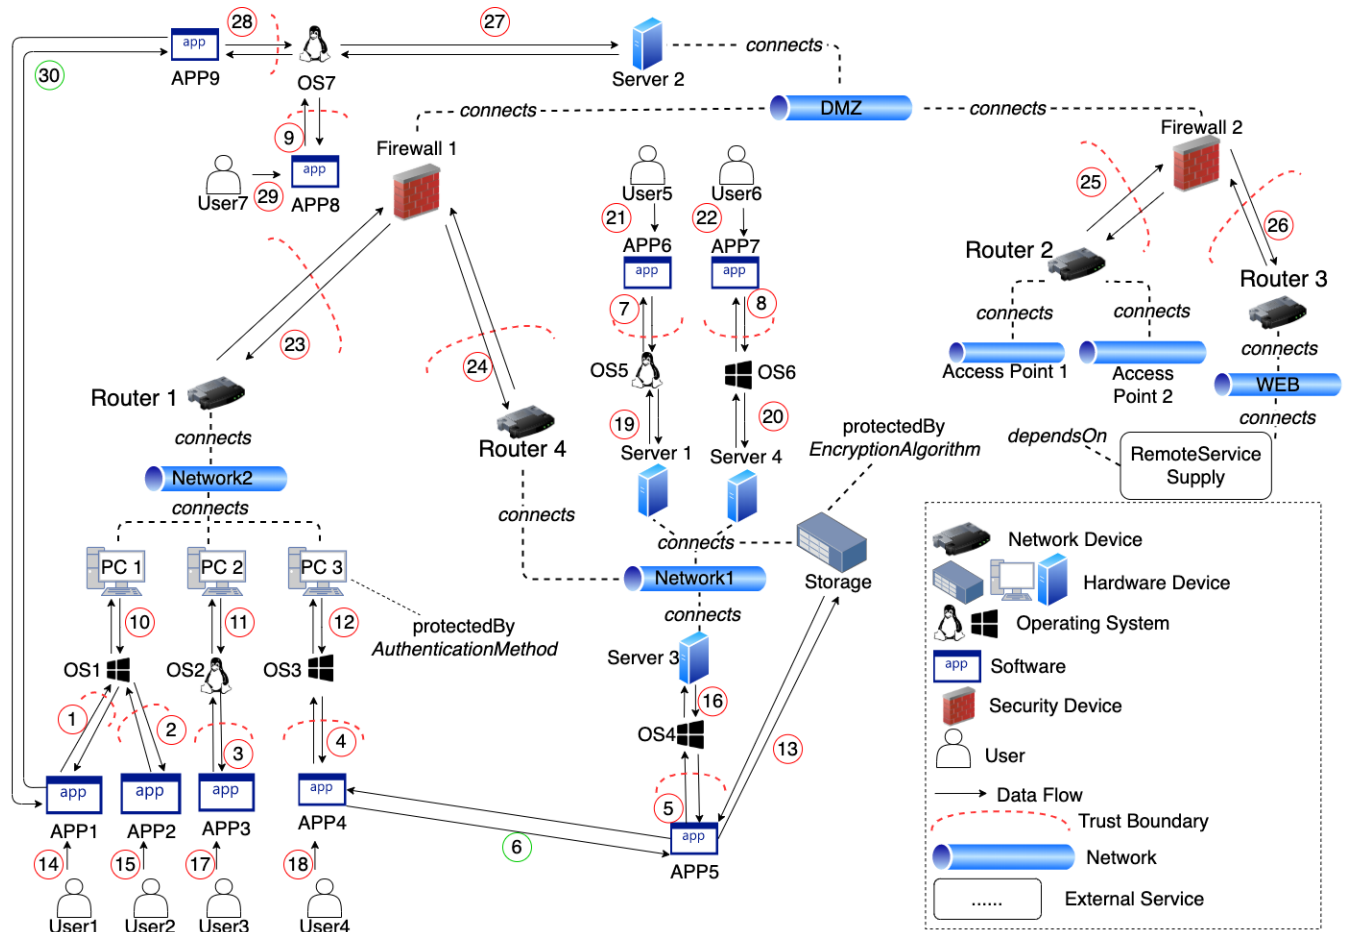 28
27
app
connects
30
APP9
OS7
Server 2
connects
DMZ
connects
9
Firewall 1
Firewall 2
app
User7
29
APP8
User5
User6
25
21
22
APP6
APP7
26
app
app
Router 2
Router 3
7
8
connects
connects
23
24
OS5
OS6
connects
Access Point 1
Access
Point 2
WEB
Router 1
19
20
connects
connects
Router 4
Server 1
Server 4
protectedBy
EncryptionAlgorithm
dependsOn
RemoteService
Supply
Network2
connects
connects
connects
Network Device
PC 1
PC 2
PC 3
Network1
Storage
Hardware Device
connects
10
11
12
protectedBy
AuthenticationMethod
Operating System
Server 3
OS1
OS2
OS3
app
Software
16
1
2
3
4
OS4
13
Security Device
User
app
app
app
app
Data Flow
5
APP1
APP2
APP3
APP4
Trust Boundary
app
6
APP5
Network
14
15
17
18
......
External Service
User1
User2
User3
User4